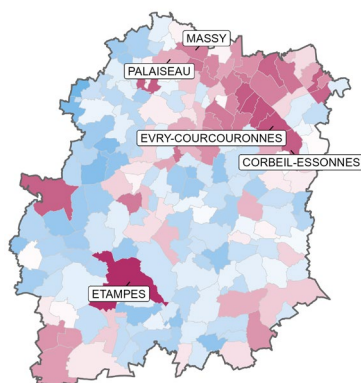 MASSY
PALAISEAU
EVRY-COURCOURONNES
CORBEIL-ESSONNES
ETAMPES